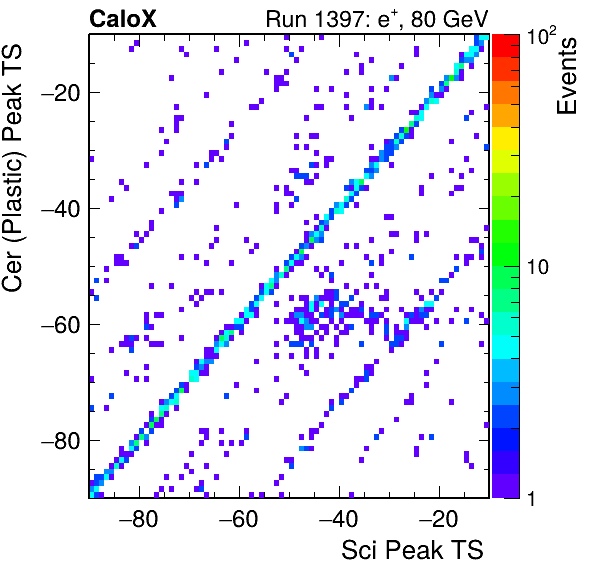 CaloX Run 1397: e⁺, 80 GeV
Cer (Plastic) Peak TS
−20
−40
−60
−80
−80 −60 −40 −20
Sci Peak TS
10²
10
1
Events